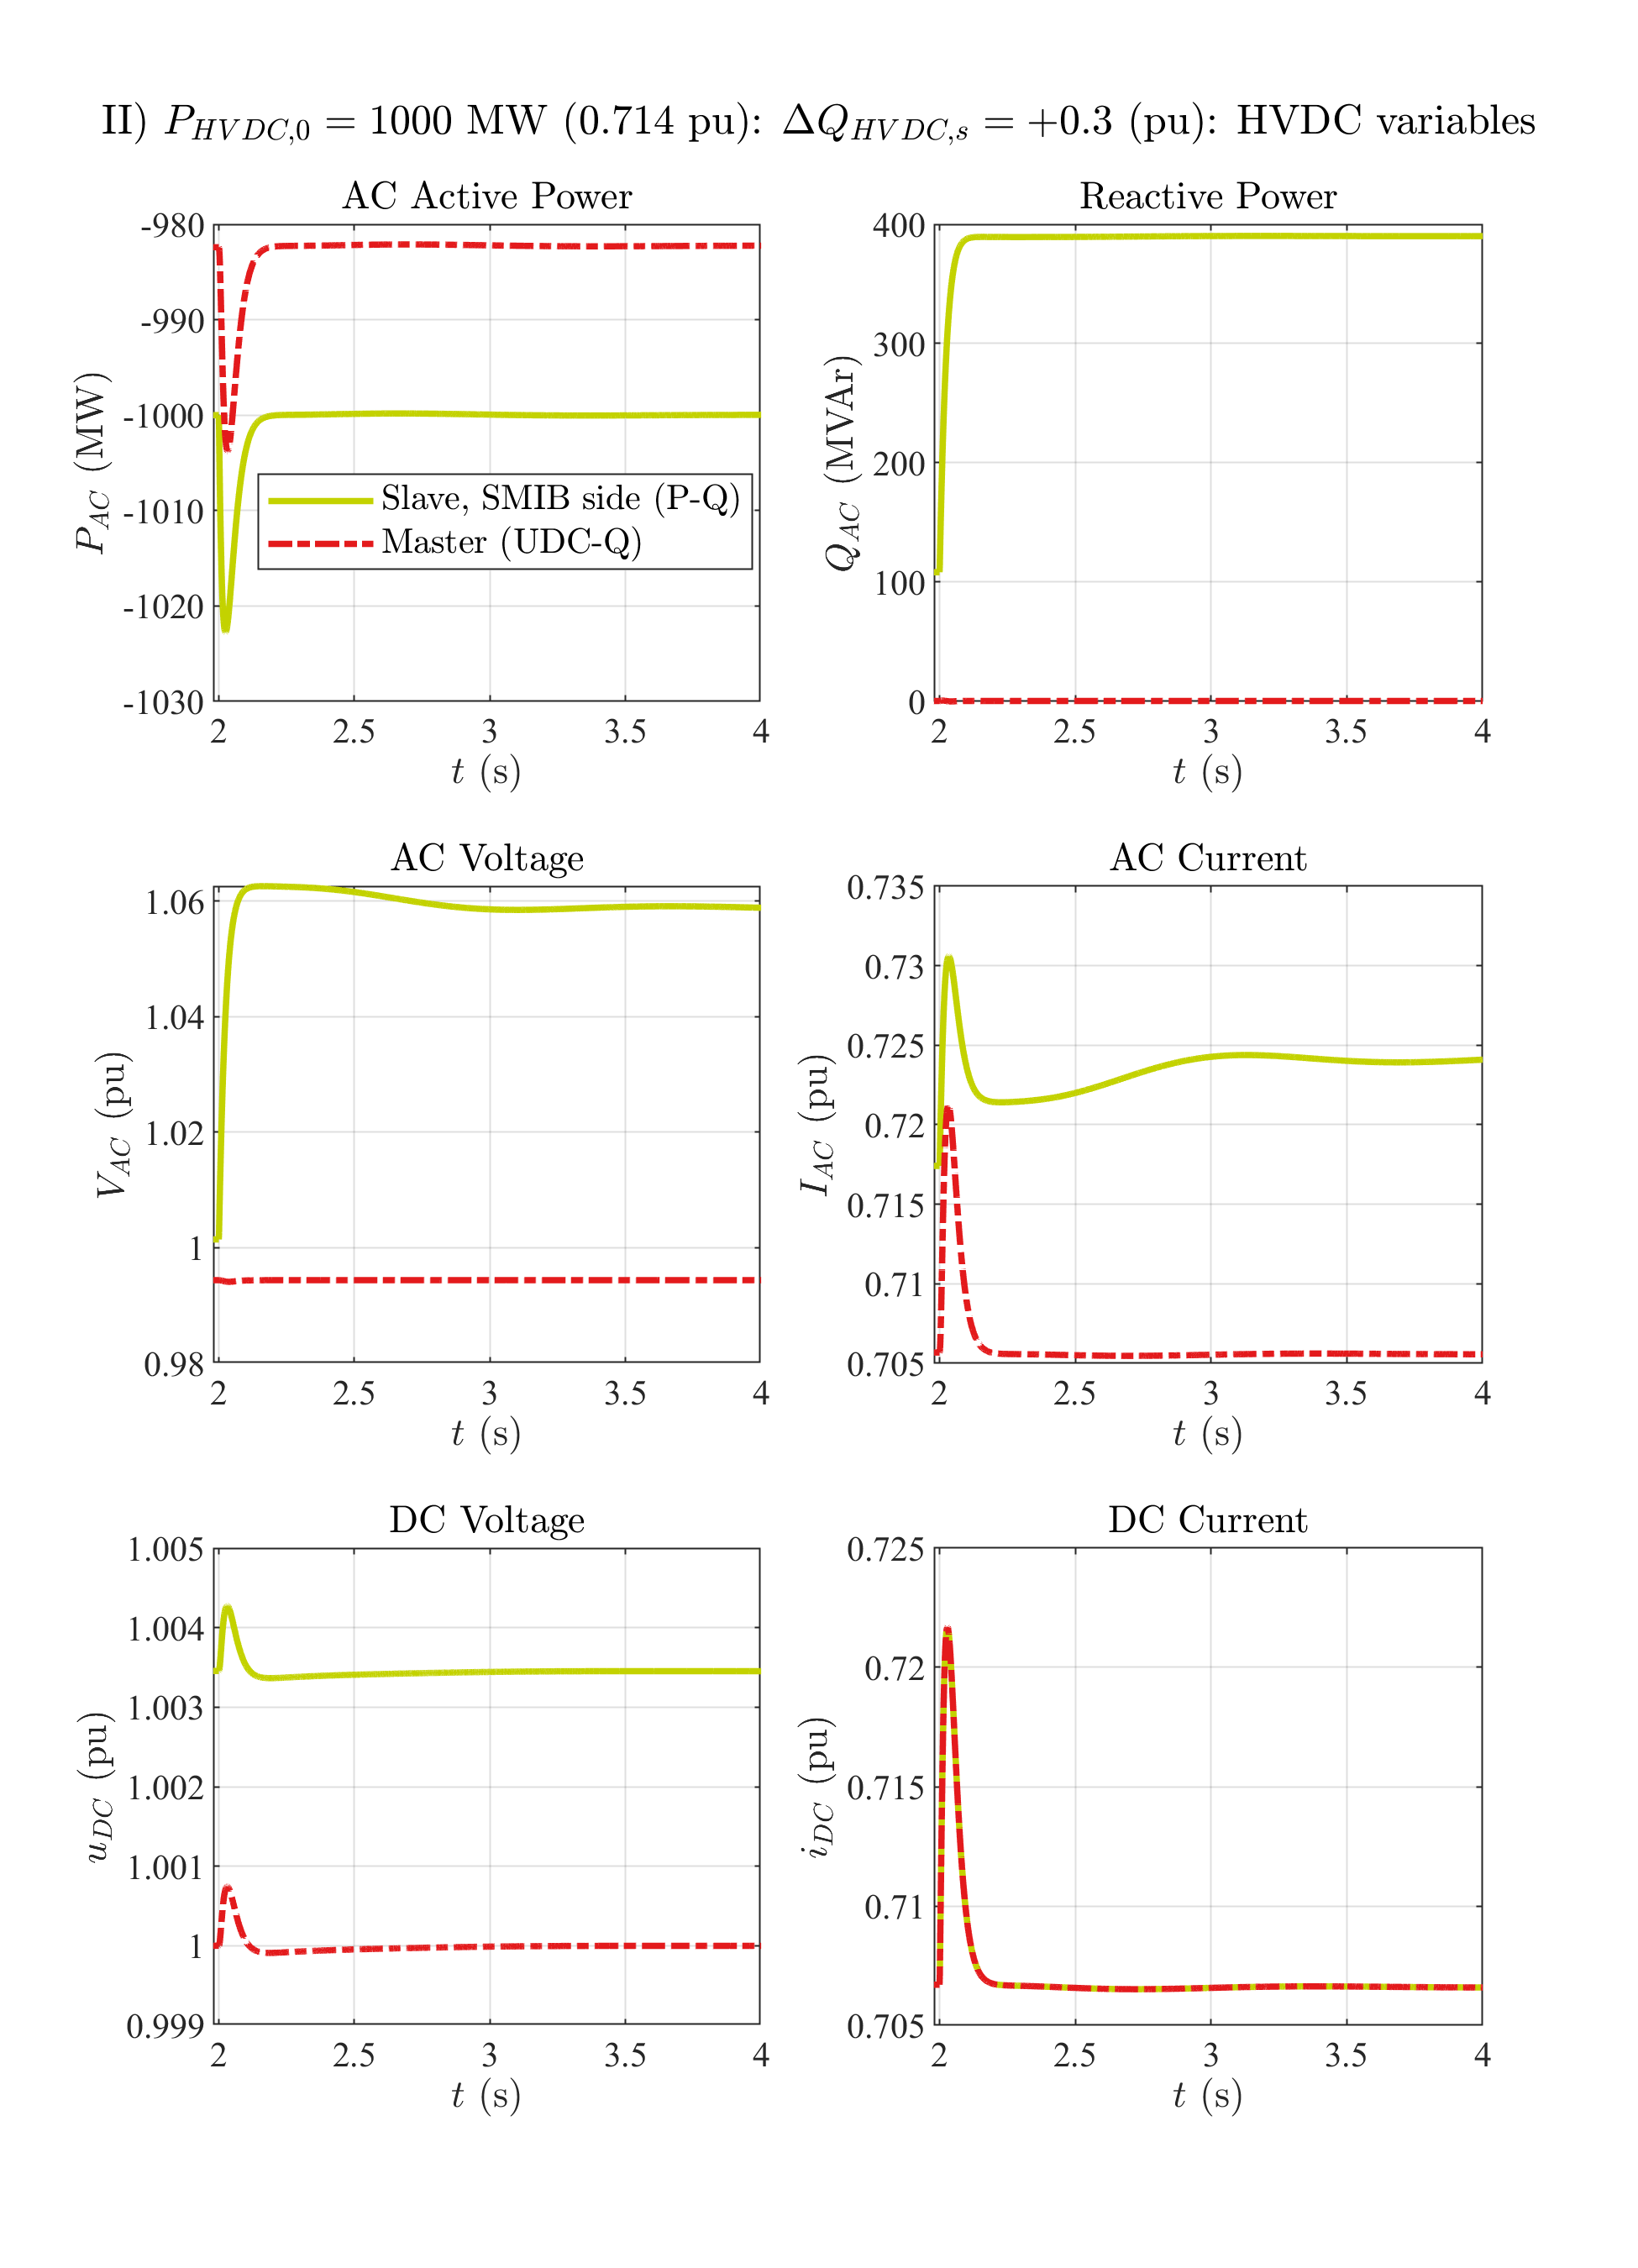 II) P_{HVDC,0} = 1000 MW (0.714 pu): ΔQ_{HVDC,s} = +0.3 (pu): HVDC variables
AC Active Power
P_{AC} (MW)
-980
-990
-1000
-1010
-1020
-1030
Slave, SMIB side (P-Q)
Master (UDC-Q)
2 2.5 3 3.5 4
t (s)
Reactive Power
Q_{AC} (MVAr)
400
300
200
100
0
2 2.5 3 3.5 4
t (s)
AC Voltage
V_{AC} (pu)
1.06
1.04
1.02
1
0.98
2 2.5 3 3.5 4
t (s)
AC Current
I_{AC} (pu)
0.735
0.73
0.725
0.72
0.715
0.71
0.705
2 2.5 3 3.5 4
t (s)
DC Voltage
u_{DC} (pu)
1.005
1.004
1.003
1.002
1.001
1
0.999
2 2.5 3 3.5 4
t (s)
DC Current
i_{DC} (pu)
0.725
0.72
0.715
0.71
0.705
2 2.5 3 3.5 4
t (s)